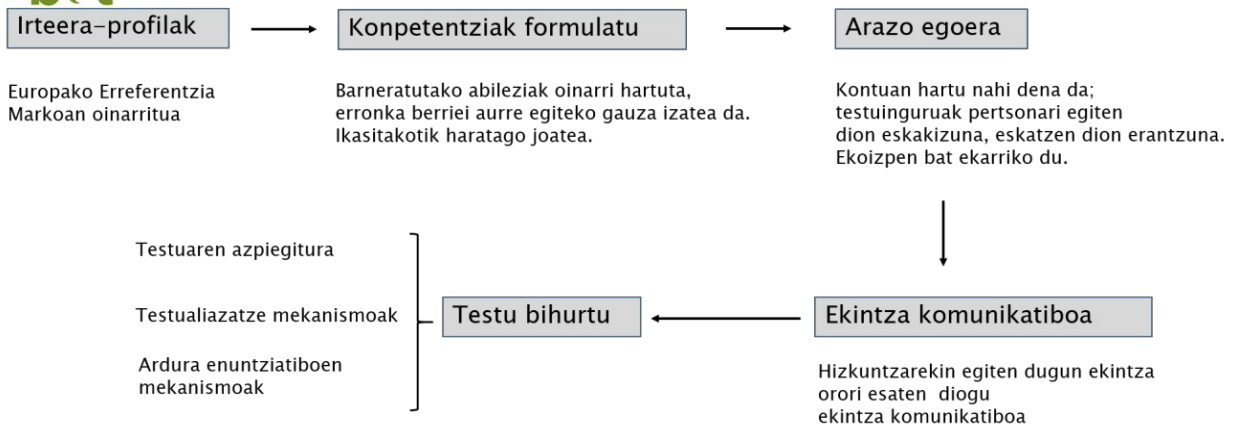 Irteera-profilak
Konpetentziak formulatu
Arazo egoera
Europako Erreferentzia
Markoan oinarritua
Barneratutako abileziak oinarri hartuta,
erronka berriei aurre egiteko gauza izatea da.
Ikasitakotik haratago joatea.
Kontuan hartu nahi dena da;
testuinguruak pertsonari egiten
dion eskakizuna, eskatzen dion erantzuna.
Ekoizpen bat ekarriko du.
Testuaren azpiegitura
Testualiazatze mekanismoak
Ardura enuntziatiboen
mekanismoak
Testu bihurtu
Ekintza komunikatiboa
Hizkuntzarekin egiten dugun ekintza
orori esaten diogu
ekintza komunikatiboa